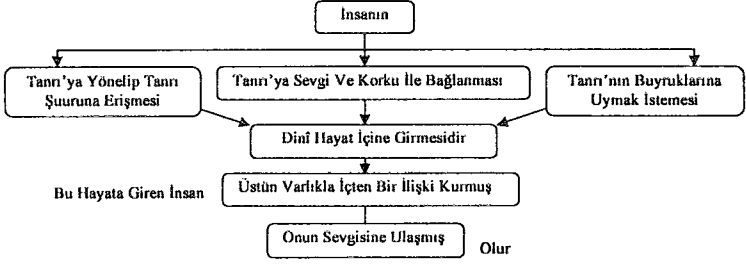 İnsanın
Tanrı'ya Yönelip Tanrı
Şuuruna Erişmesi
Tanrı'ya Sevgi Ve Korku İle Bağlanması
Tanrı'nın Buyruklarına
Uymak İstemesi
Dinî Hayat İçine Girmesidir
Bu Hayata Giren İnsan
Üstün Varlıkla İçten Bir İlişki Kurmuş
Onun Sevgisine Ulaşmış
Olur